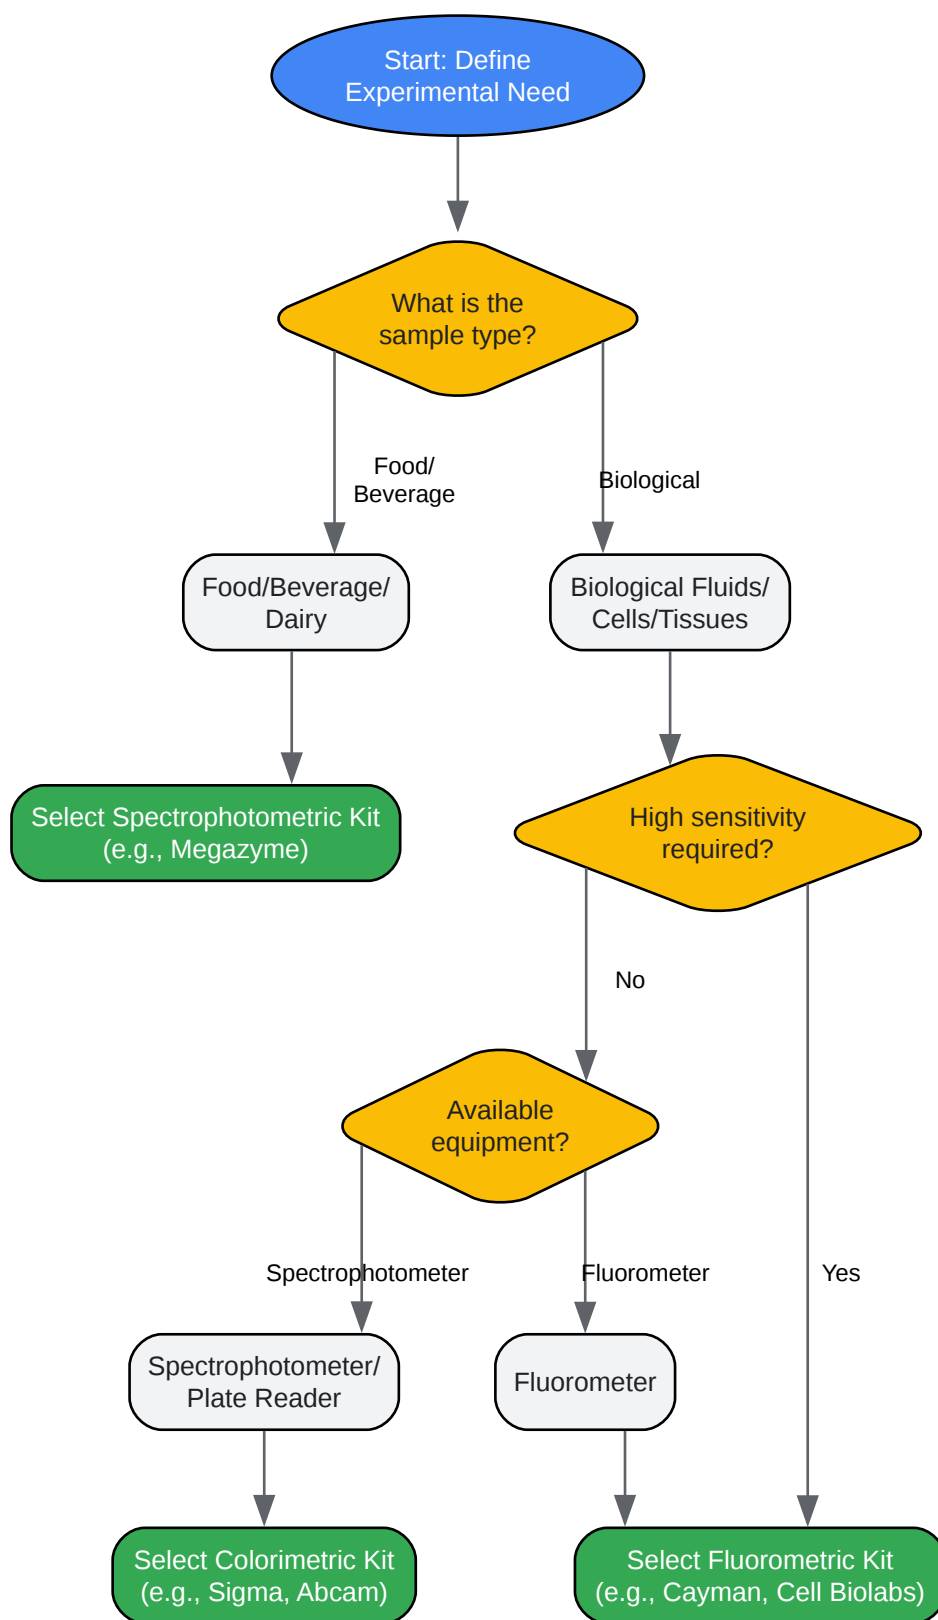 Start: Define
Experimental Need
What is the
sample type?
Food/
Beverage
Biological
Food/Beverage/
Dairy
Biological Fluids/
Cells/Tissues
Select Spectrophotometric Kit
(e.g., Megazyme)
High sensitivity
required?
No
Available
equipment?
Spectrophotometer
Fluorometer
Yes
Spectrophotometer/
Plate Reader
Fluorometer
Select Colorimetric Kit
(e.g., Sigma, Abcam)
Select Fluorometric Kit
(e.g., Cayman, Cell Biolabs)